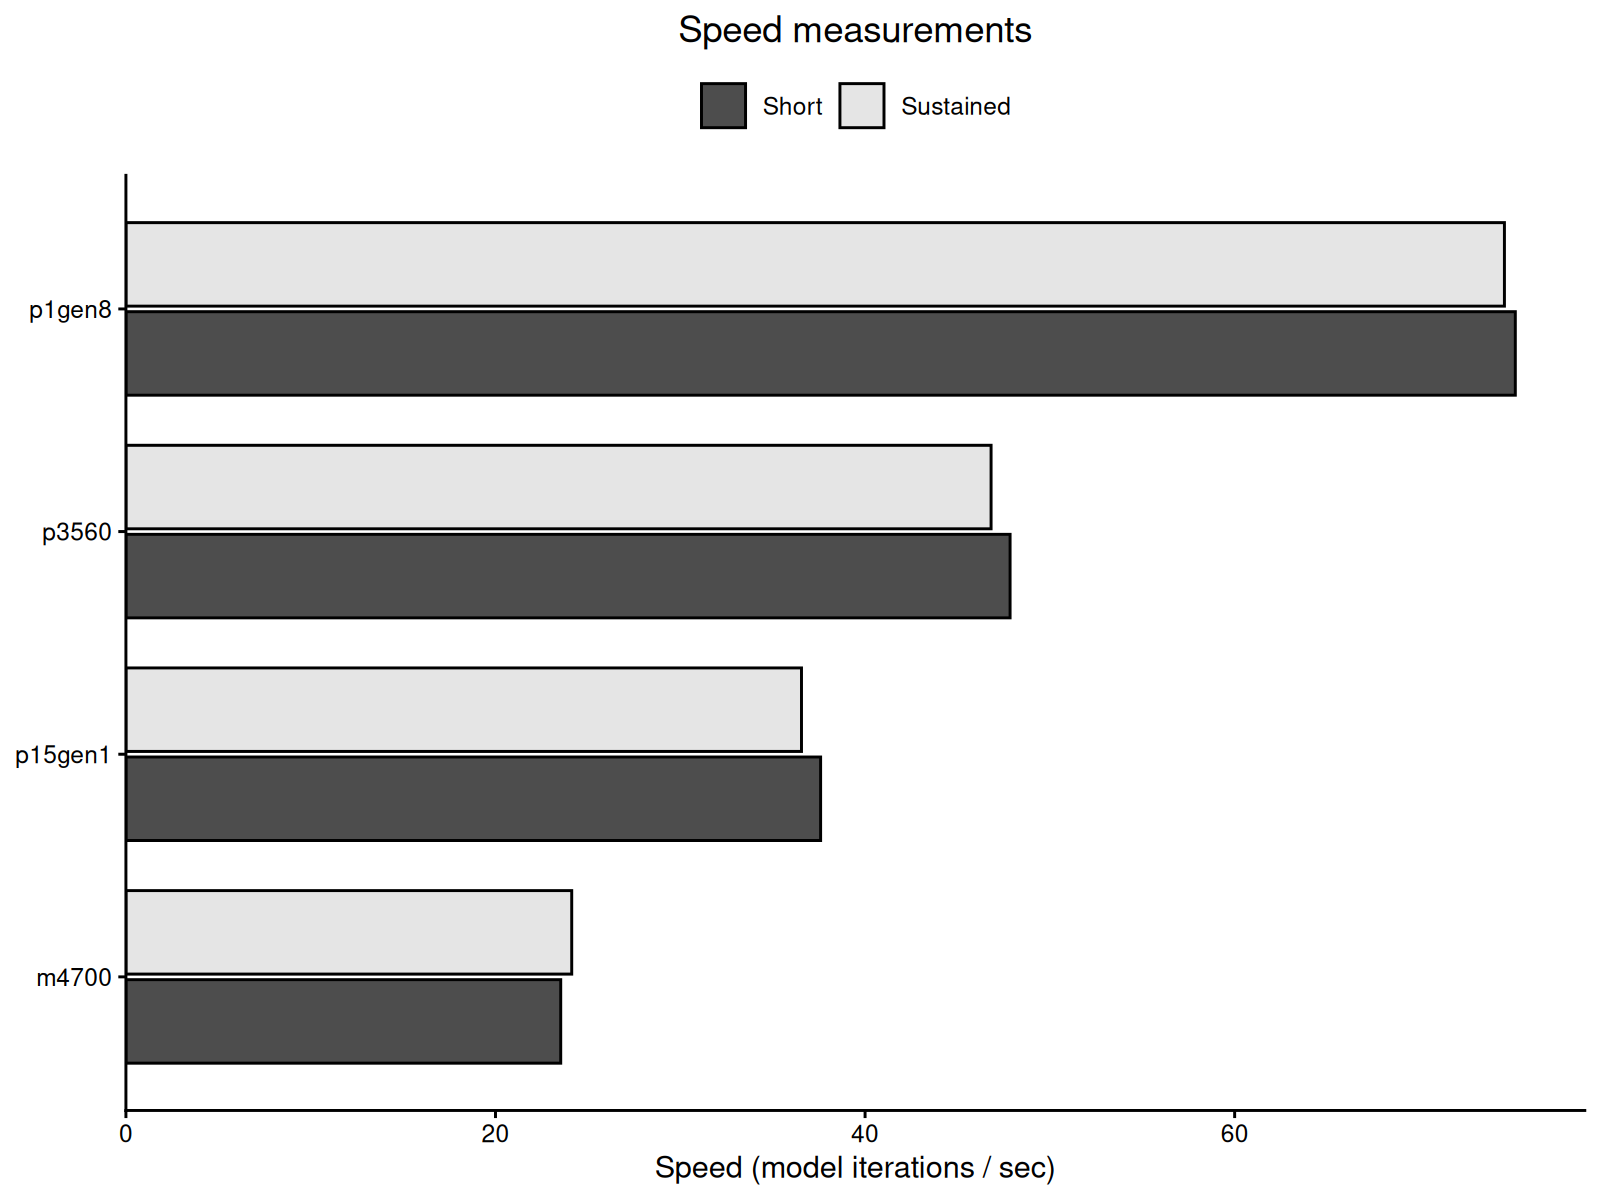 Speed measurements
Short Sustained
p1gen8
p3560
p15gen1
m4700
0 20 40 60
Speed (model iterations / sec)